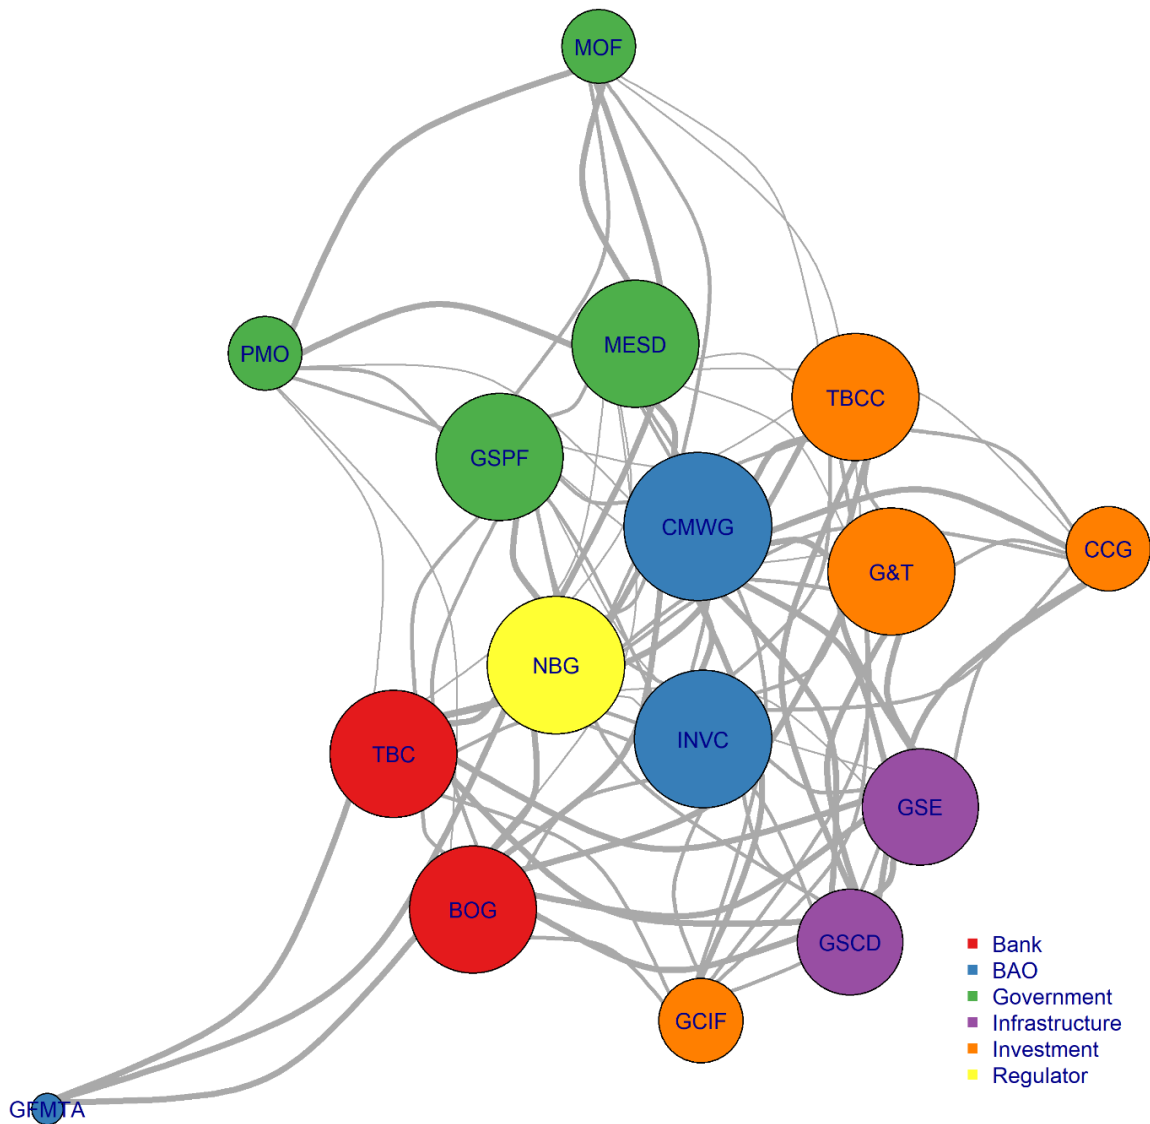 MOF
PMO
MESD
TBCC
GSPF
CMWG
CCG
G&T
NBG
INVC
TBC
GSE
BOG
GSCD
GCIF
GFMTA
Bank
BAO
Government
Infrastructure
Investment
Regulator